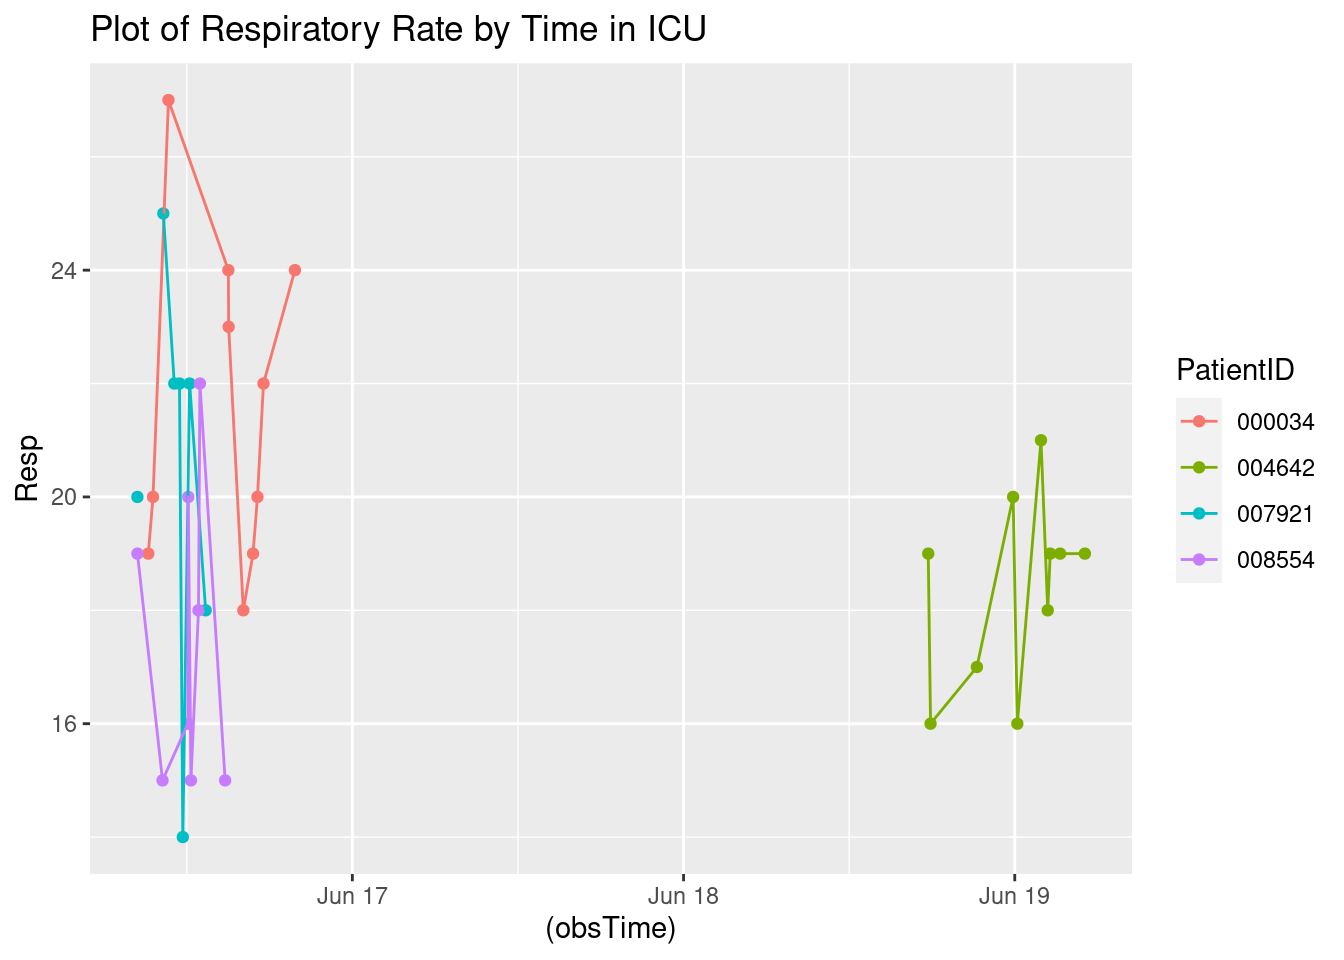 Plot of Respiratory Rate by Time in ICU
Resp
24
20
16
Jun 17
Jun 18
Jun 19
(obsTime)
PatientID
000034
004642
007921
008554